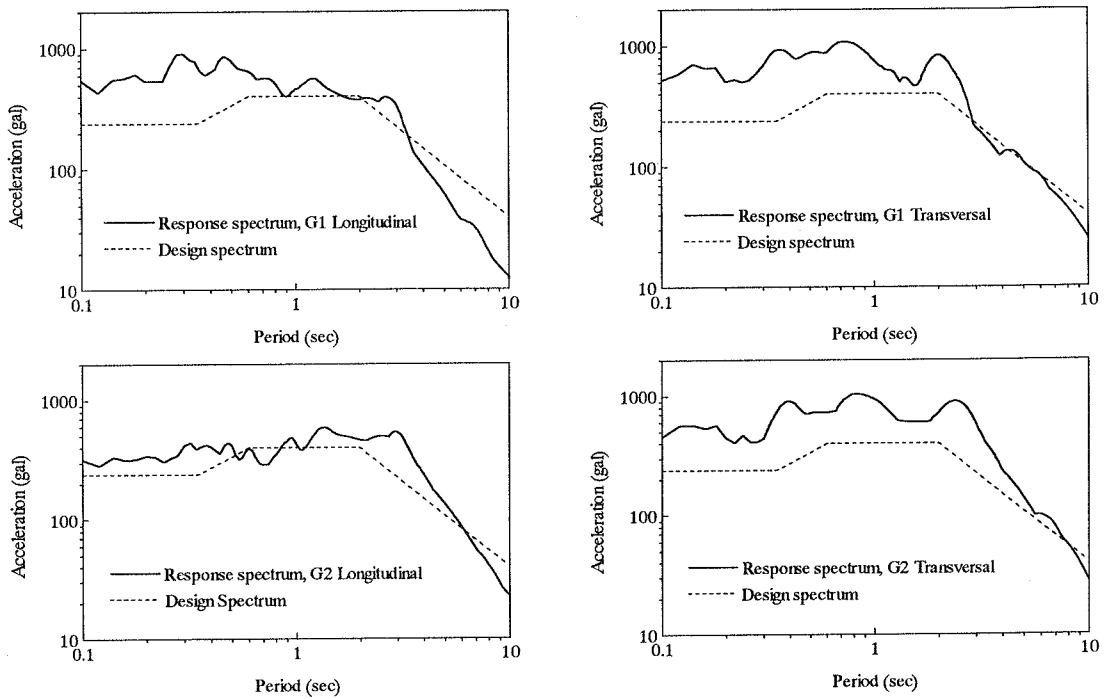 1000
100
10
Acceleration (gal)
Response spectrum, G1 Longitudinal
Design spectrum
0.1
1
10
Period (sec)
1000
100
10
Acceleration (gal)
Response spectrum, G1 Transversal
Design spectrum
0.1
1
10
Period (sec)
1000
100
10
Acceleration (gal)
Response spectrum, G2 Longitudinal
Design Spectrum
0.1
1
10
Period (sec)
1000
100
10
Acceleration (gal)
Response spectrum, G2 Transversal
Design spectrum
0.1
1
10
Period (sec)